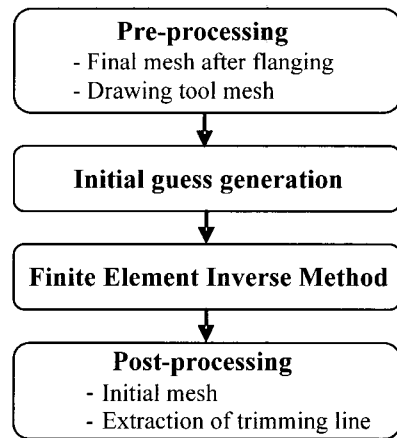 Pre-processing
- Final mesh after flanging
- Drawing tool mesh
Initial guess generation
Finite Element Inverse Method
Post-processing
- Initial mesh
- Extraction of trimming line